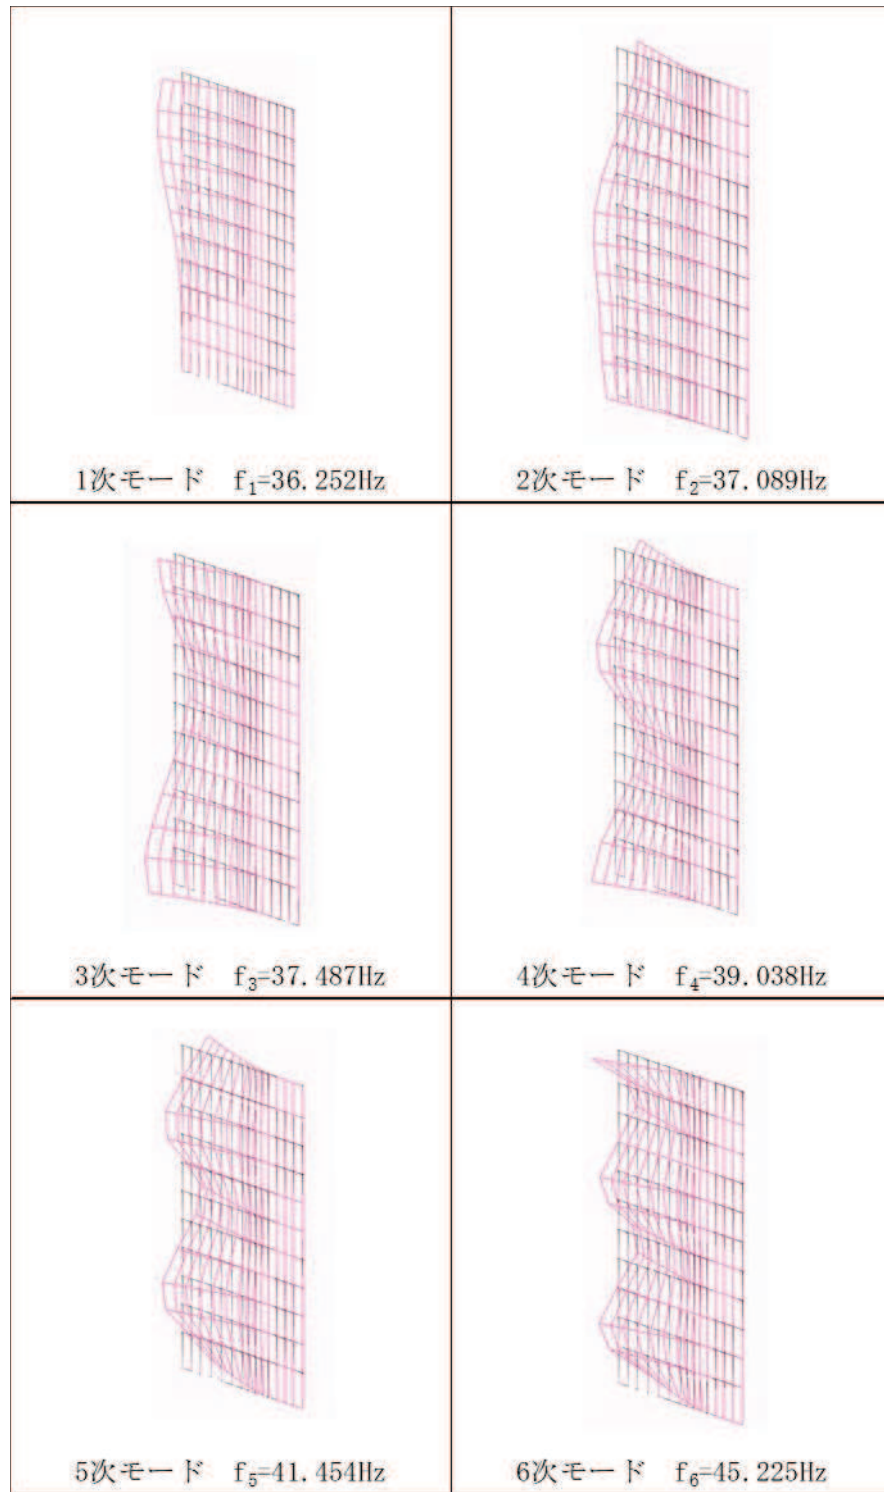 1次モード f₁=36.252Hz
2次モード f₂=37.089Hz
3次モード f₃=37.487Hz
4次モード f₄=39.038Hz
5次モード f₅=41.454Hz
6次モード f₆=45.225Hz